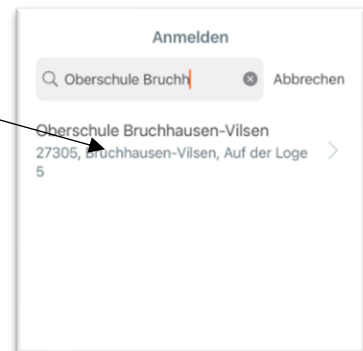 Anmelden
Oberschule Bruchh
Abbrechen
Oberschule Bruchhausen-Vilsen
27305, Bruchhausen-Vilsen, Auf der Loge
5